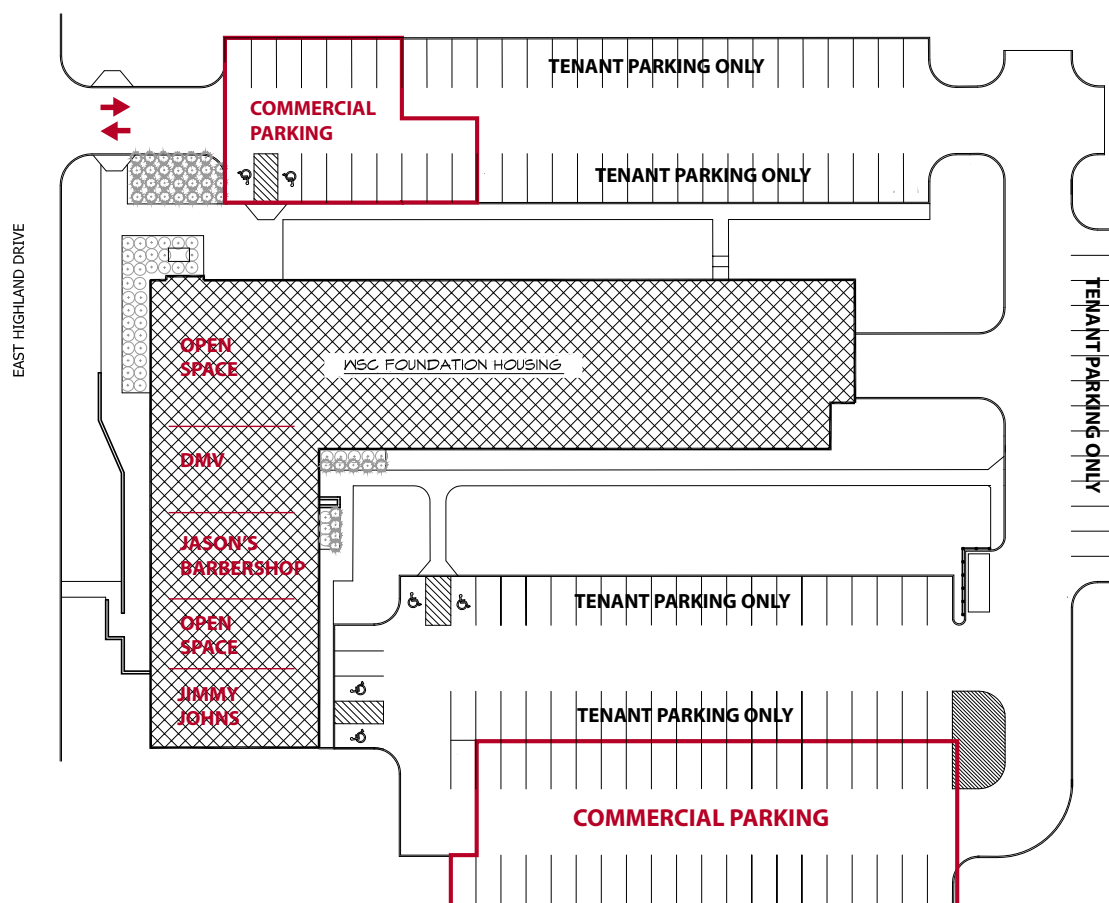 TENANT PARKING ONLY
COMMERCIAL
PARKING
TENANT PARKING ONLY
EAST HIGHLAND DRIVE
TENANT PARKING ONLY
OPEN
SPACE
WSC FOUNDATION HOUSING
DMV
JASON'S
BARBERSHOP
OPEN
SPACE
JIMMY
JOHNS
TENANT PARKING ONLY
TENANT PARKING ONLY
COMMERCIAL PARKING